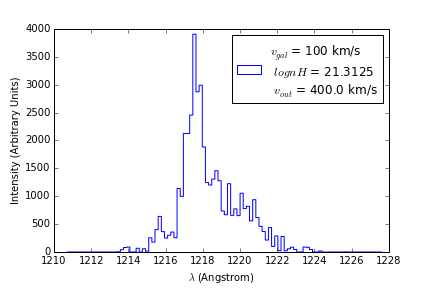 4000
3500
3000
2500
2000
1500
1000
500
0
Intensity (Arbitrary Units)
v_gal = 100 km/s
lognH = 21.3125
v_out = 400.0 km/s
1210 1212 1214 1216 1218 1220 1222 1224 1226 1228
λ (Angstrom)